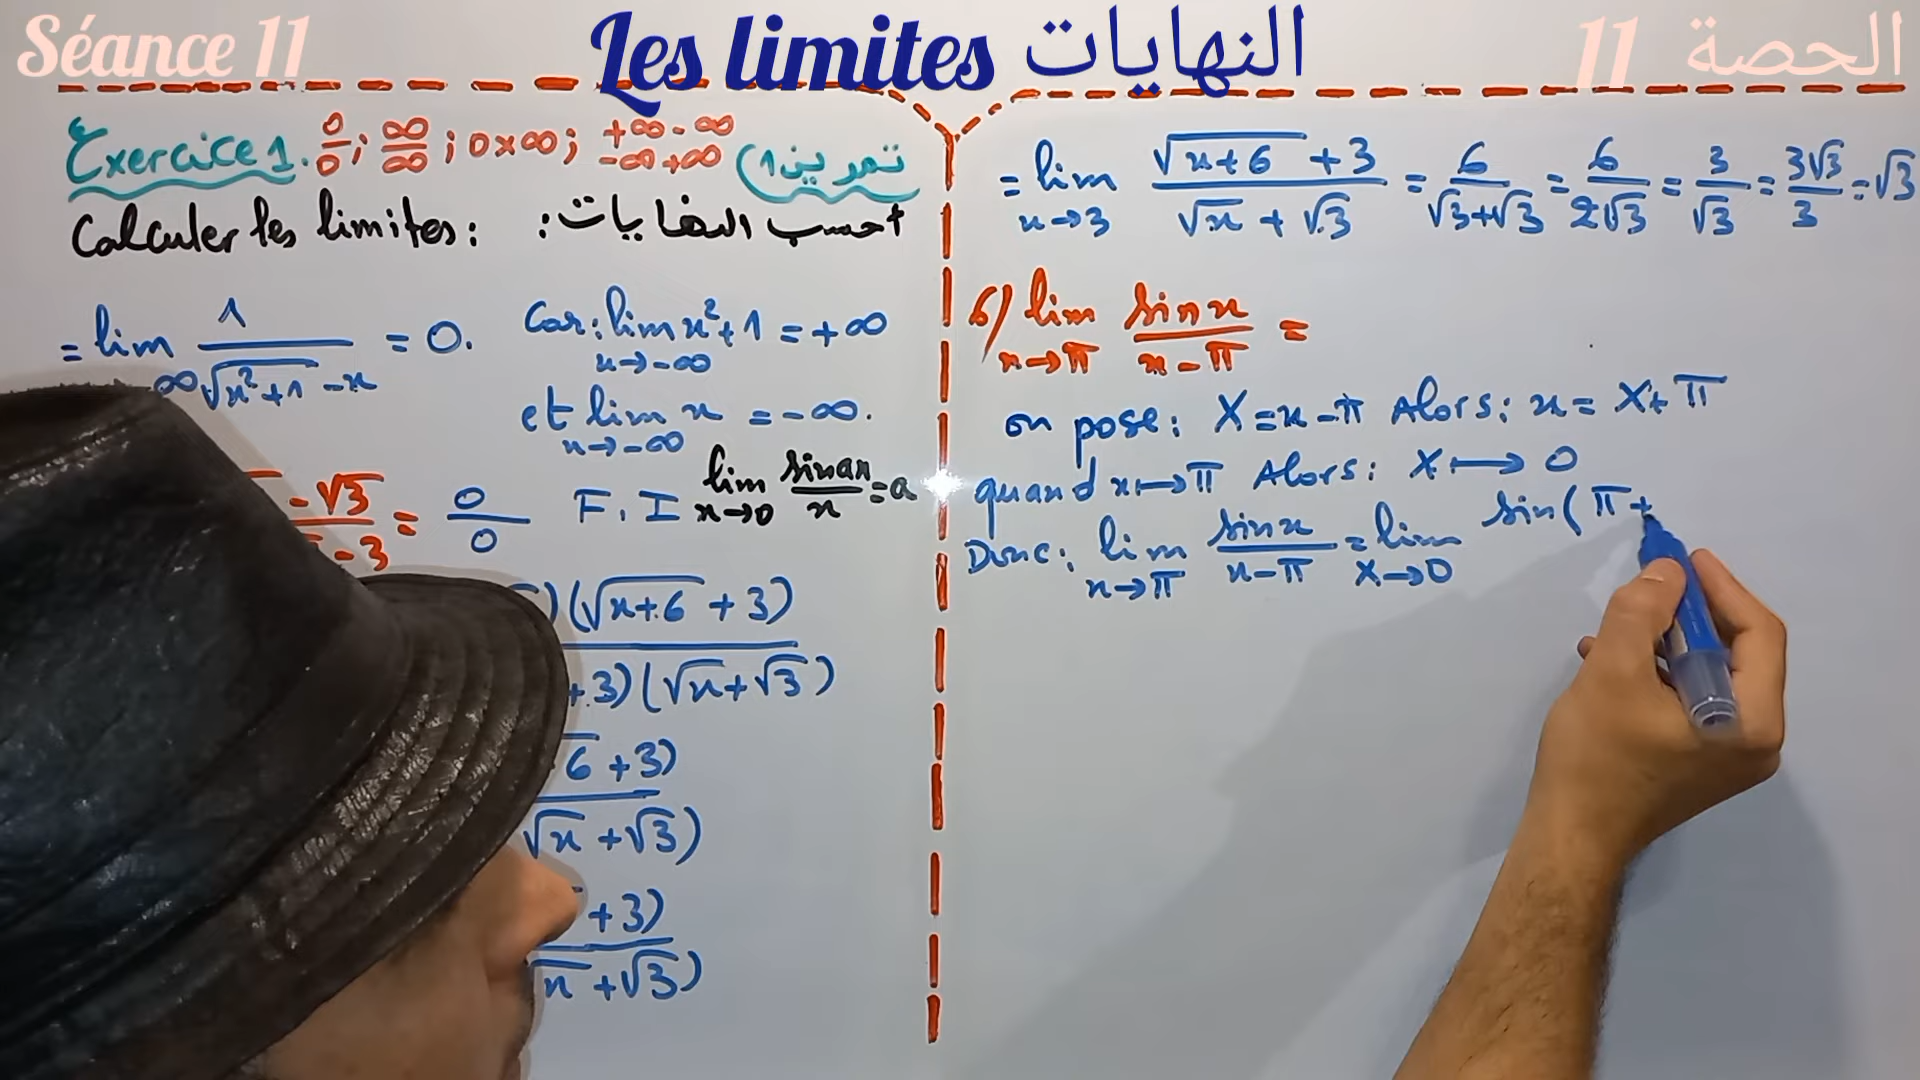 Séance 11
Les limites النهايات
الحصة 11
Exercice 1. 0/0 ; ∞/∞ ; 0×∞ ; +∞-∞ -∞+∞ تمرين 1)
Calculer les limites: احسب النهايات:
= lim 1/(√(x²+1) - x) = 0. Car: lim x²+1 = +∞
x→-∞
et lim x = -∞.
x→-∞
-√3 / -3 = 0/0 F.I lim sin ax / x = a
x→0
)(√(x+6) + 3)
+3)(√x+√3)
6 + 3)
√x + √3)
+3)
√x + √3)
= lim (√(x+6) + 3)/(√x + √3) = 6/(√3+√3) = 6/(2√3) = 3/√3 = 3√3/3 = √3
x→3
6) lim sin x/(x-π) =
x→π
on pose: X = x-π Alors: x = X+π
quand x→π Alors: X ⟼ 0
Donc: lim sin x/(x-π) = lim sin(π+
x→π X→0